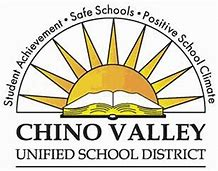 Student Achievement • Safe Schools • Positive School Climate
CHINO VALLEY
UNIFIED SCHOOL DISTRICT